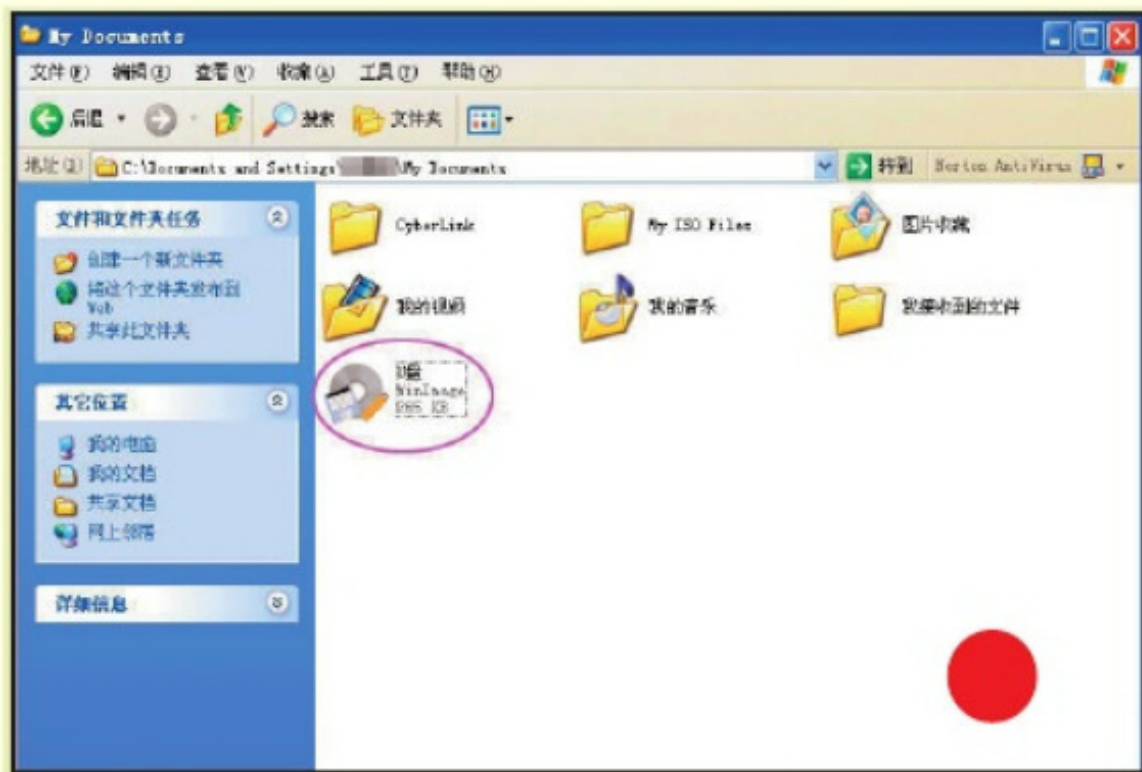 My Documents
文件(F) 编辑(E) 查看(V) 收藏(A) 工具(T) 帮助(H)
后退 搜索 文件夹
地址(D) C:\Documents and Settings\ \My Documents 转到 Norton AntiVirus
文件和文件夹任务
创建一个新文件夹
将这个文件夹发布到
Web
共享此文件夹
其它位置
我的电脑
我的文档
共享文档
网上邻居
详细信息
CyberLink My ISO Files 图片收藏
我的视频 我的音乐 我接收到的文件
U盘
WinImage